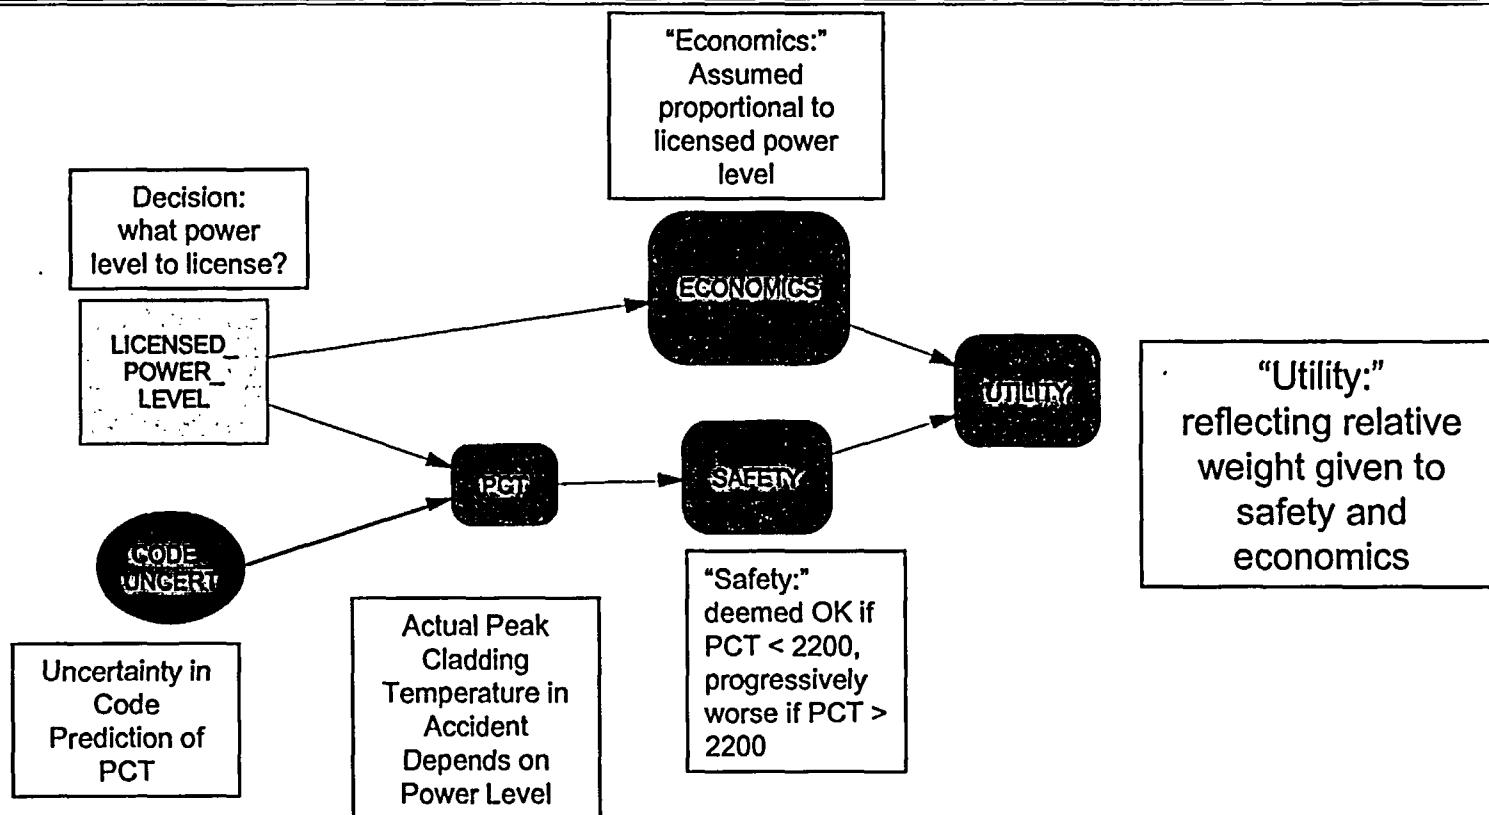 "Economics:"
Assumed
proportional to
licensed power
level
Decision:
what power
level to license?
LICENSED_
POWER_
LEVEL
ECONOMICS
UTILITY
"Utility:"
reflecting relative
weight given to
safety and
economics
PCT
SAFETY
CODE_
UNCERT
"Safety:"
deemed OK if
PCT < 2200,
progressively
worse if PCT >
2200
Actual Peak
Cladding
Temperature in
Accident
Depends on
Power Level
Uncertainty in
Code
Prediction of
PCT